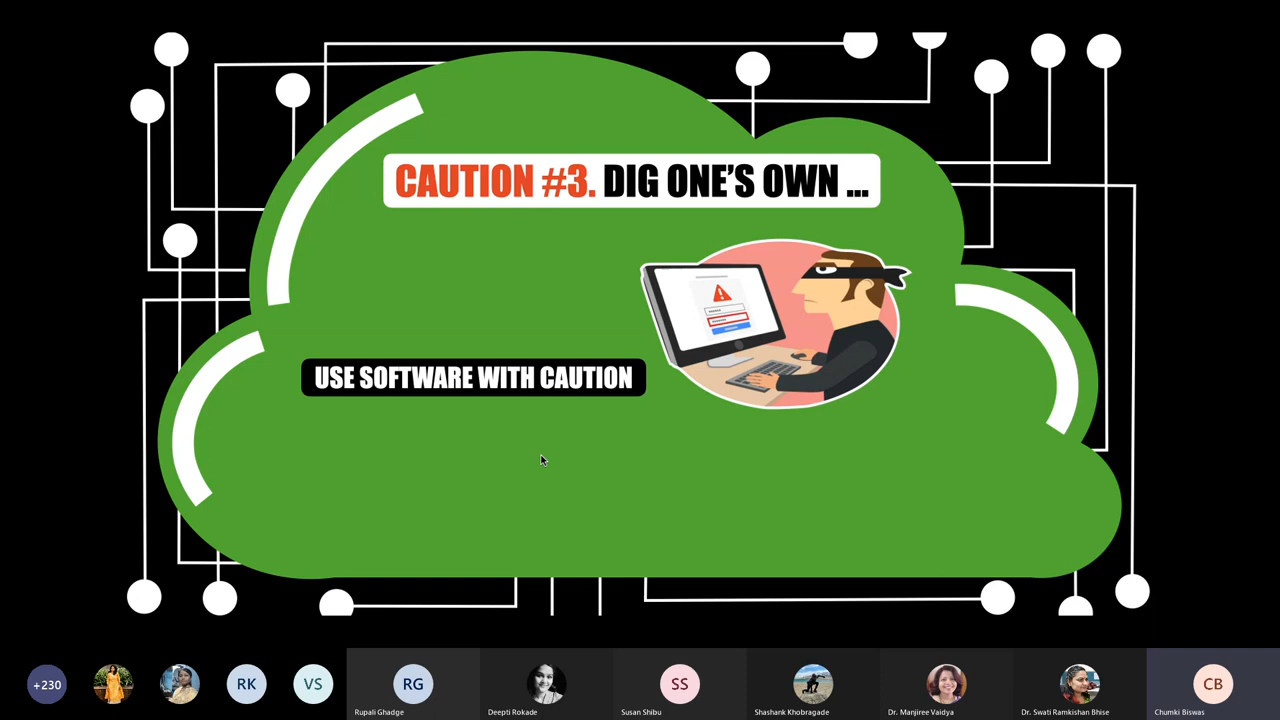 CAUTION #3. DIG ONE'S OWN ...
USE SOFTWARE WITH CAUTION
+230
RK
VS
RG
SS
CB
Rupali Ghadge
Deepti Rokade
Susan Shibu
Shashank Khobragade
Dr. Manjiree Vaidya
Dr. Swati Ramkishan Bhise
Chumki Biswas